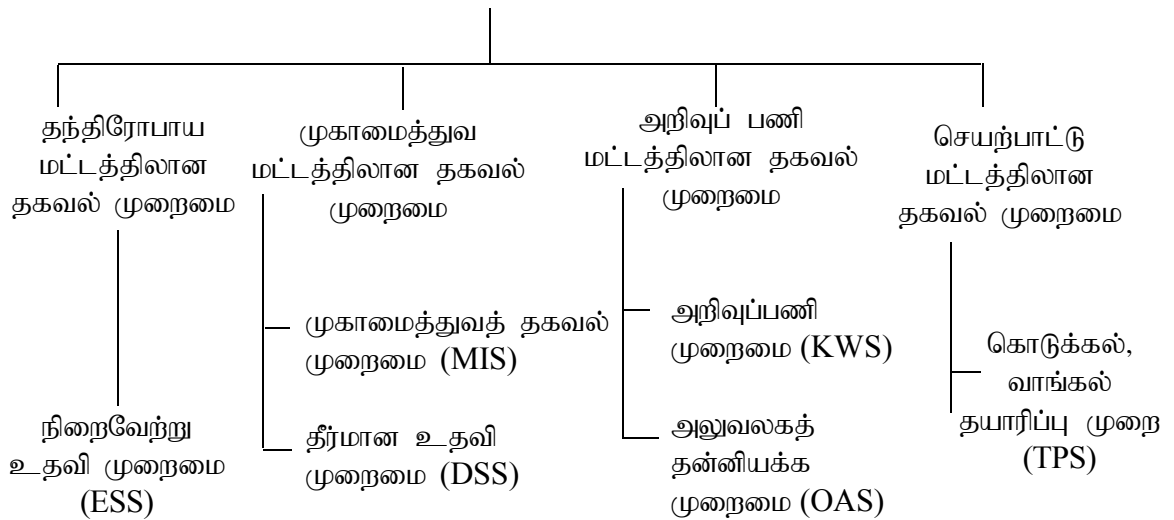 தந்திரோபாய
மட்டத்திலான
தகவல் முறைமை
முகாமைத்துவ
மட்டத்திலான தகவல்
முறைமை
அறிவுப் பணி
மட்டத்திலான தகவல்
முறைமை
செயற்பாட்டு
மட்டத்திலான
தகவல் முறைமை
நிறைவேற்று
உதவி முறைமை
(ESS)
முகாமைத்துவத் தகவல்
முறைமை (MIS)
தீர்மான உதவி
முறைமை (DSS)
அறிவுப்பணி
முறைமை (KWS)
அலுவலகத்
தன்னியக்க
முறைமை (OAS)
கொடுக்கல்,
வாங்கல்
தயாரிப்பு முறை
(TPS)